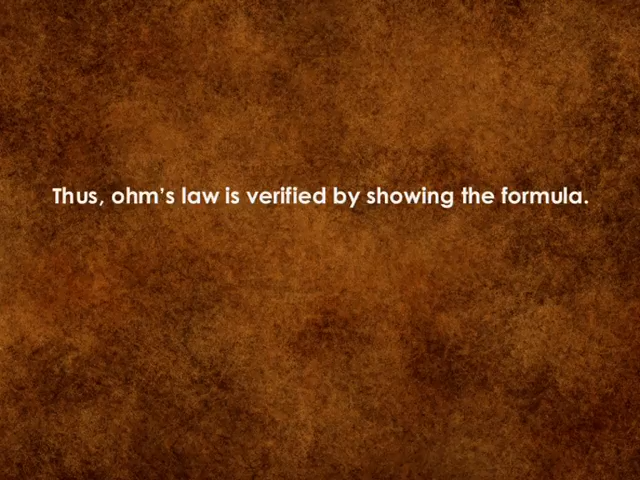 Thus, ohm’s law is verified by showing the formula.